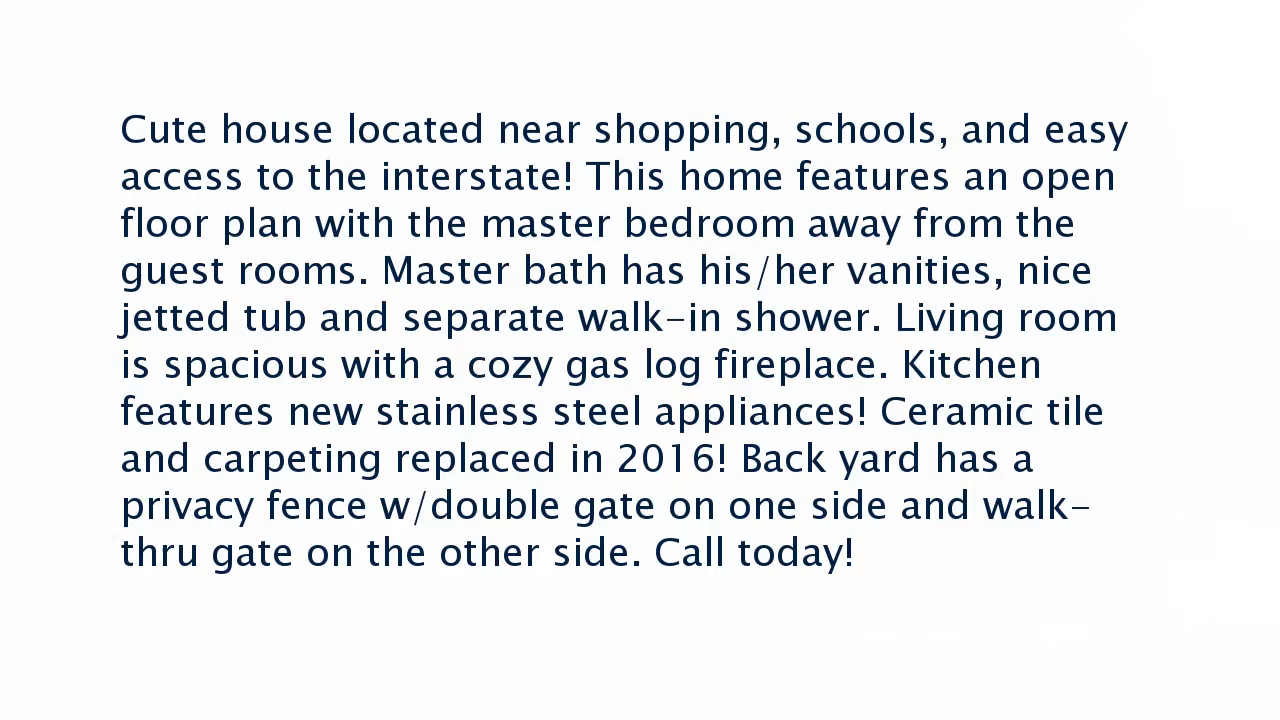 Cute house located near shopping, schools, and easy
access to the interstate! This home features an open
floor plan with the master bedroom away from the
guest rooms. Master bath has his/her vanities, nice
jetted tub and separate walk-in shower. Living room
is spacious with a cozy gas log fireplace. Kitchen
features new stainless steel appliances! Ceramic tile
and carpeting replaced in 2016! Back yard has a
privacy fence w/double gate on one side and walk-
thru gate on the other side. Call today!